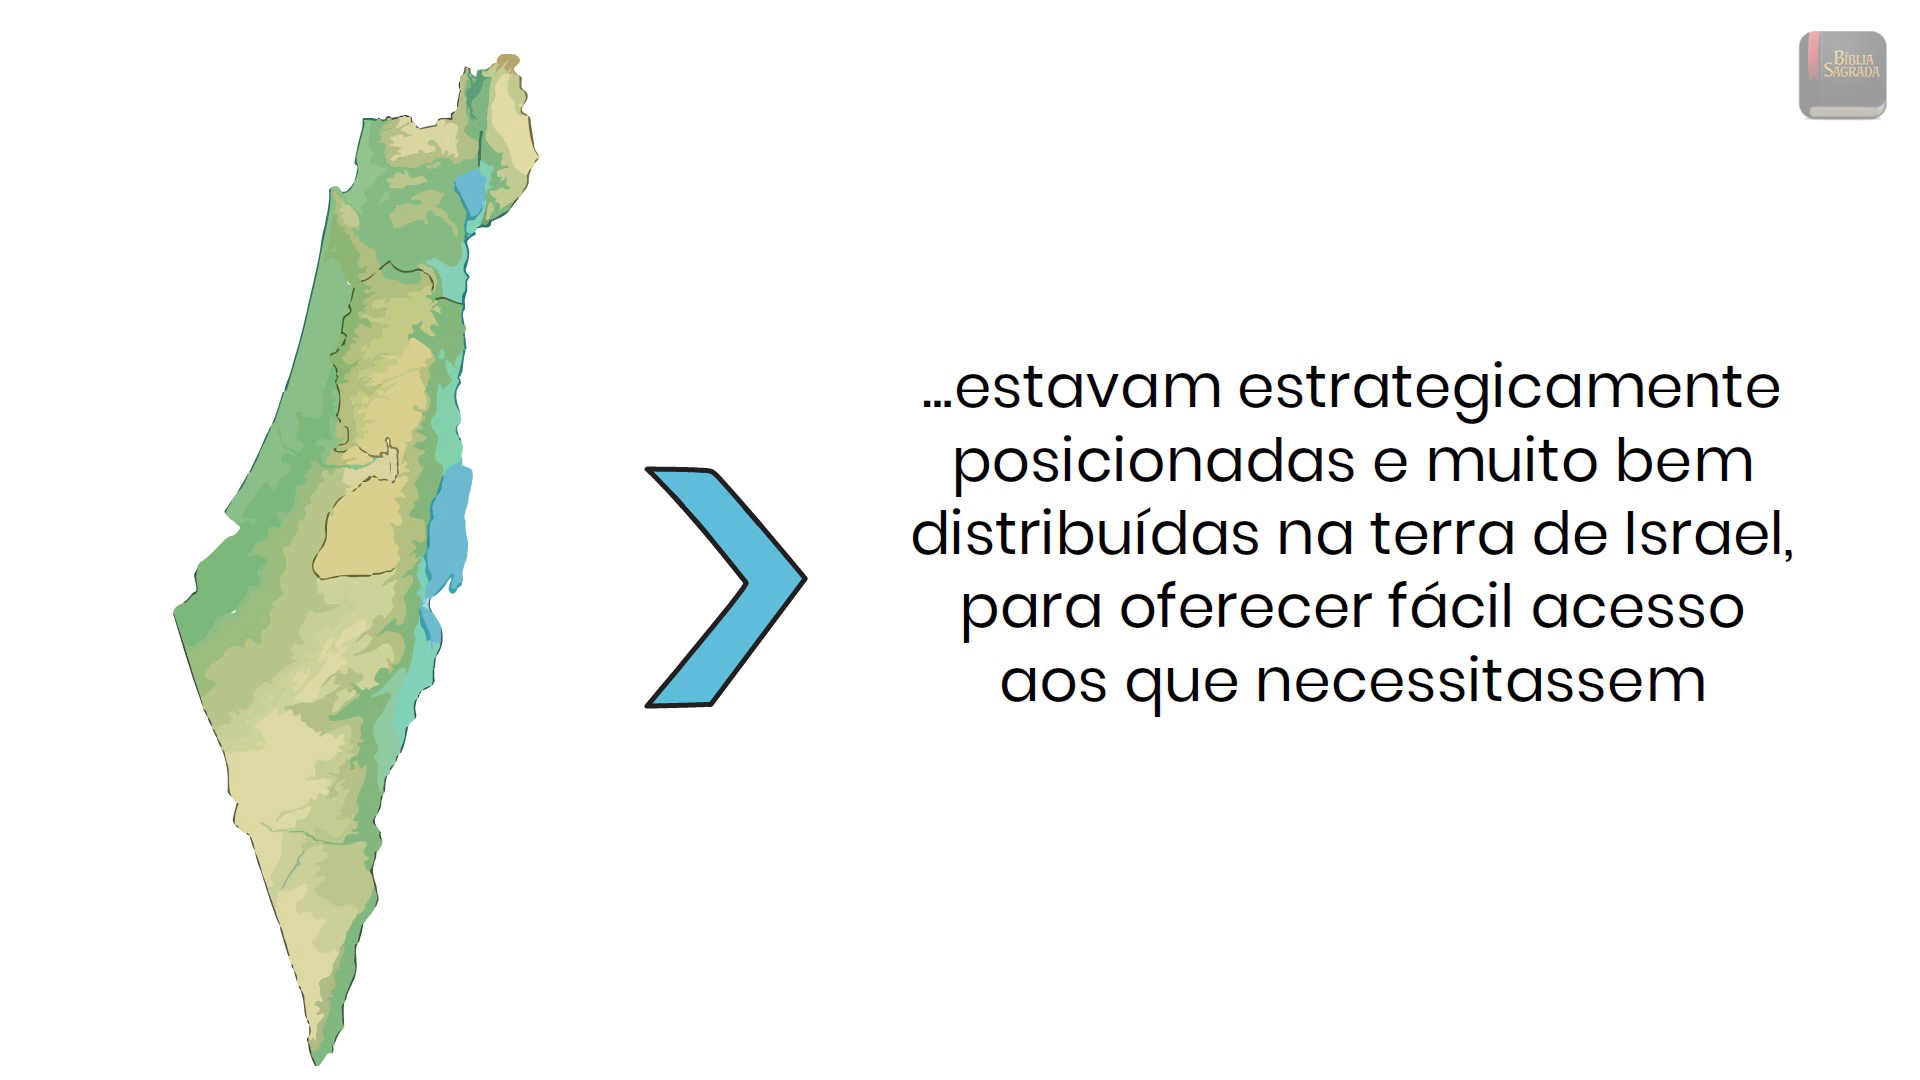 BÍBLIA
SAGRADA
...estavam estrategicamente
posicionadas e muito bem
distribuídas na terra de Israel,
para oferecer fácil acesso
aos que necessitassem